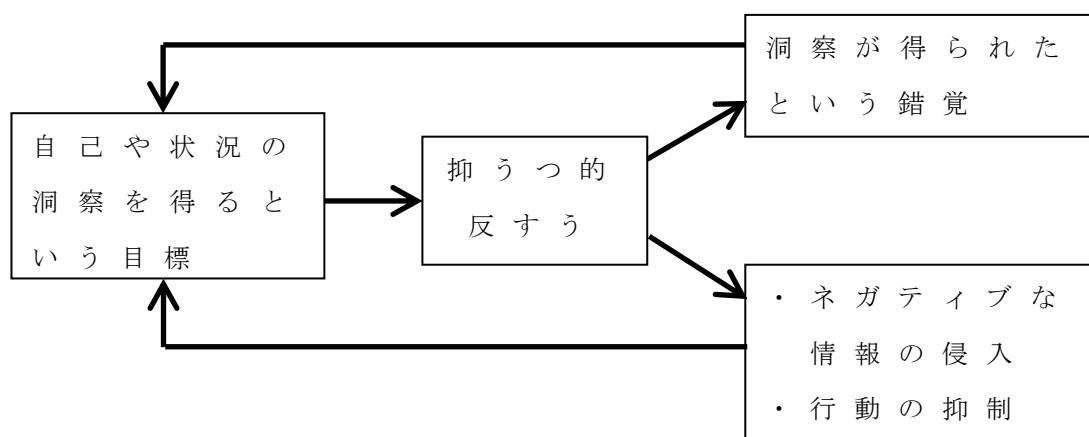 自己や状況の
洞察を得ると
いう目標
抑うつ的
反すう
洞察が得られた
という錯覚
・ネガティブな
情報の侵入
・行動の抑制